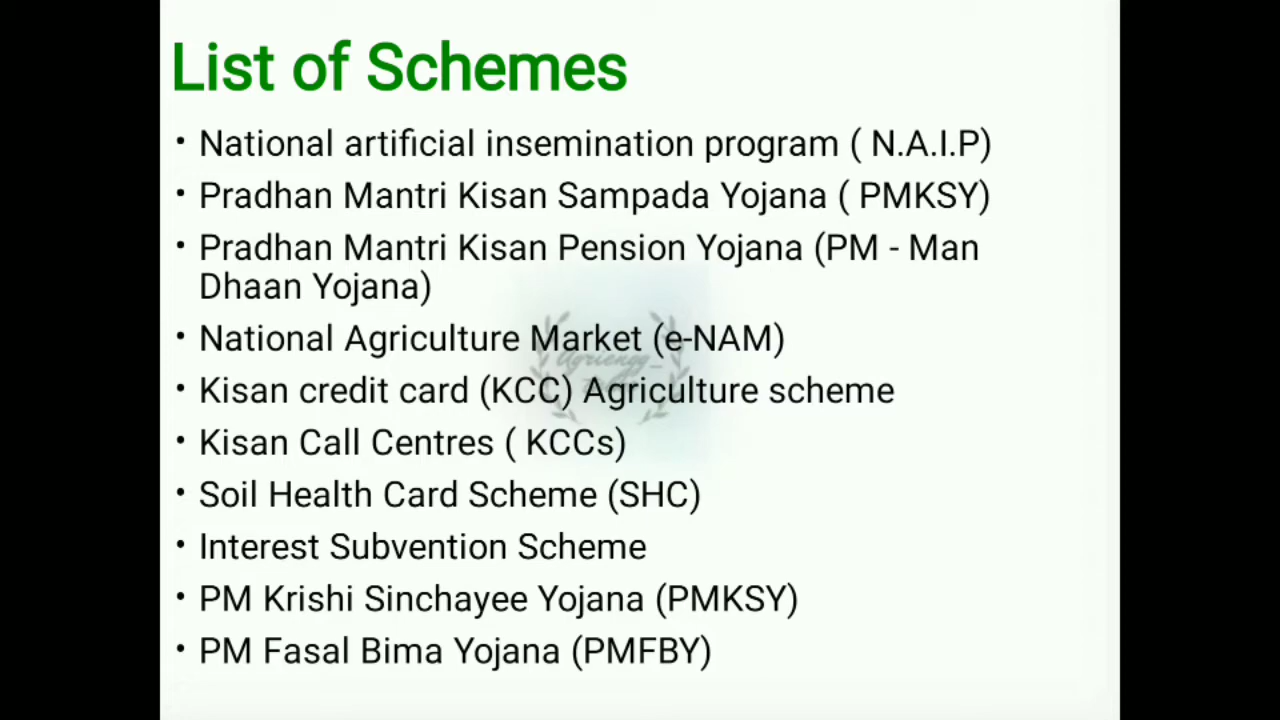 List of Schemes
• National artificial insemination program ( N.A.I.P)
• Pradhan Mantri Kisan Sampada Yojana ( PMKSY)
• Pradhan Mantri Kisan Pension Yojana (PM - Man
Dhaan Yojana)
• National Agriculture Market (e-NAM)
• Kisan credit card (KCC) Agriculture scheme
• Kisan Call Centres ( KCCs)
• Soil Health Card Scheme (SHC)
• Interest Subvention Scheme
• PM Krishi Sinchayee Yojana (PMKSY)
• PM Fasal Bima Yojana (PMFBY)